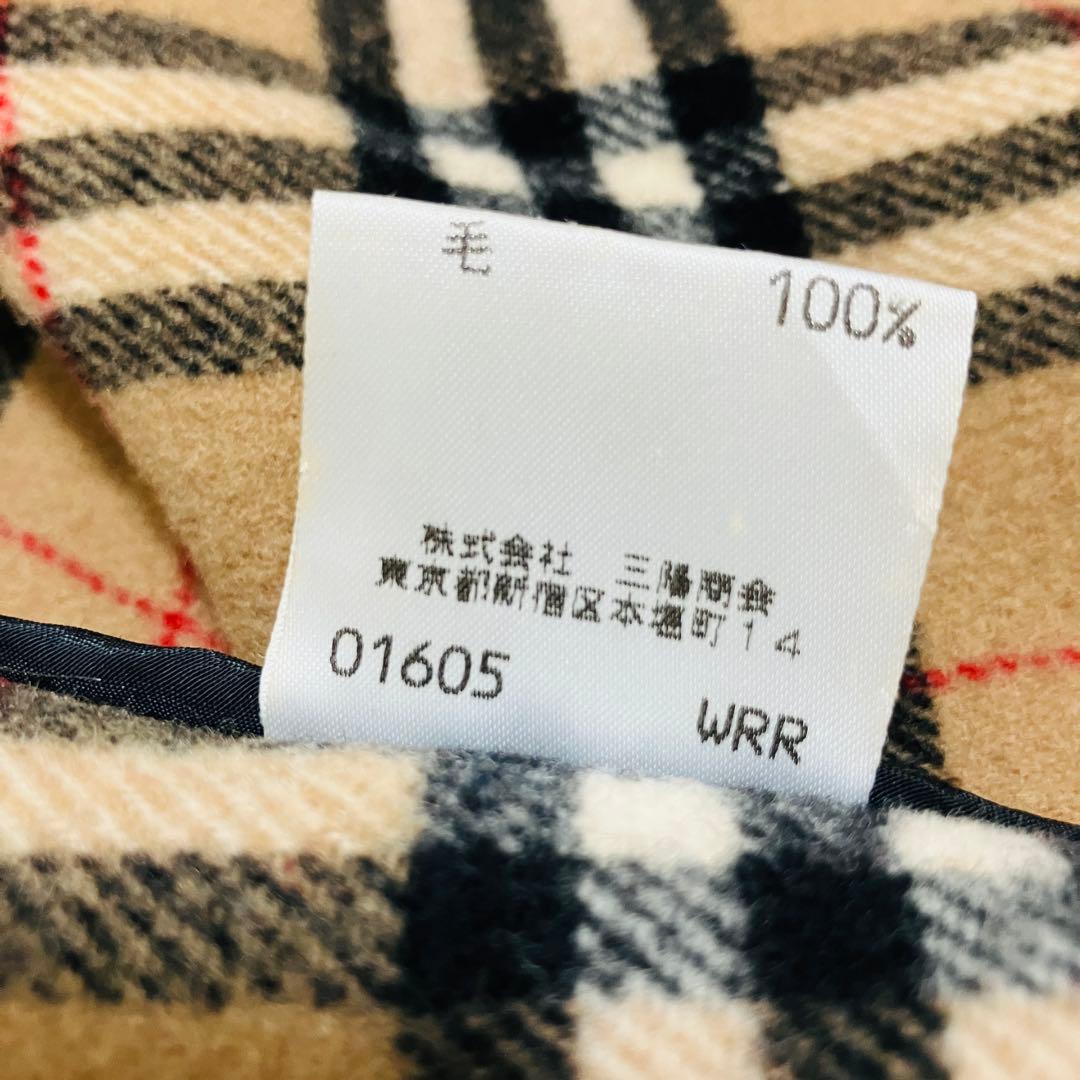 毛 100%
株式会社 三陽商会
東京都新宿区本塩町14
01605
WRR